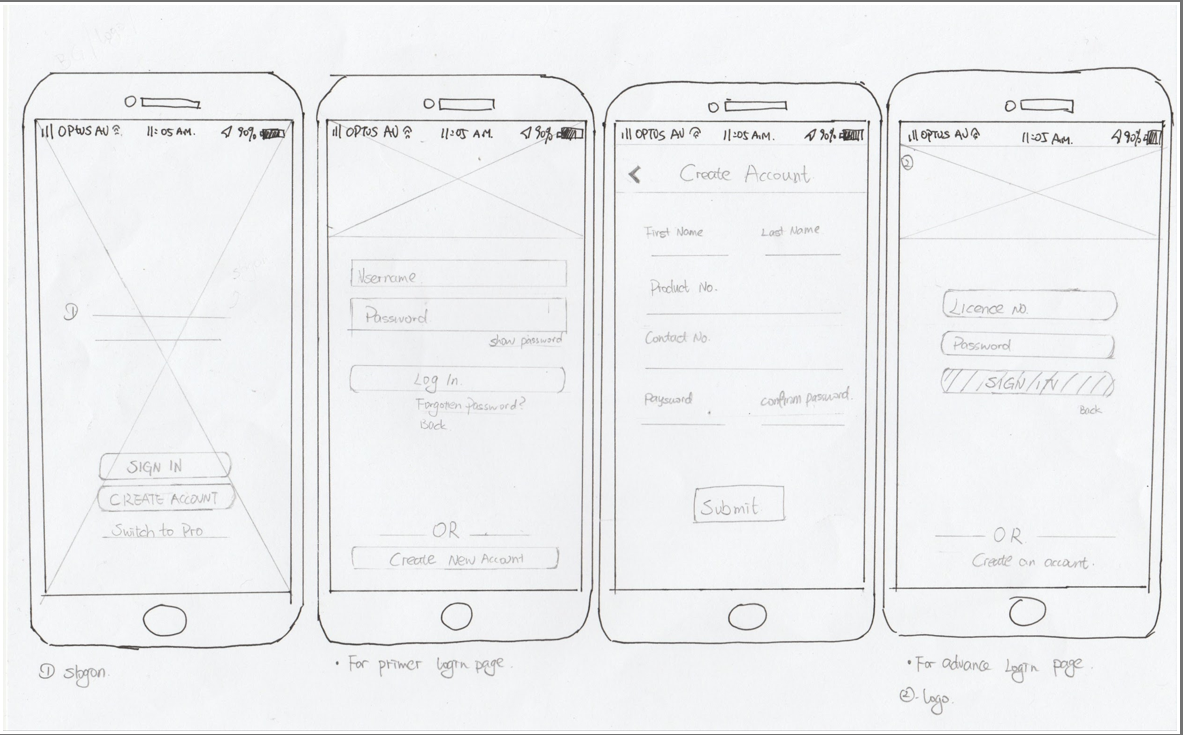 OPTUS AU 11:05 AM. 90%
①
SIGN IN
CREATE ACCOUNT
Switch to Pro
① slogan.
OPTUS AU 11:05 AM. 90%
Username
Password
show password
Log In.
Forgotten Password?
Back
OR
Create New Account
• For primer login page.
OPTUS AU 11:05 A.M. 90%
Create Account
First Name Last Name
Product No.
Contact No.
Password confirm password.
Submit
OPTUS AU 11:05 A.M. 90%
②
Licence no.
Password
SIGN IN
Back
OR
Create an account.
• For advance Login page.
②. Logo.